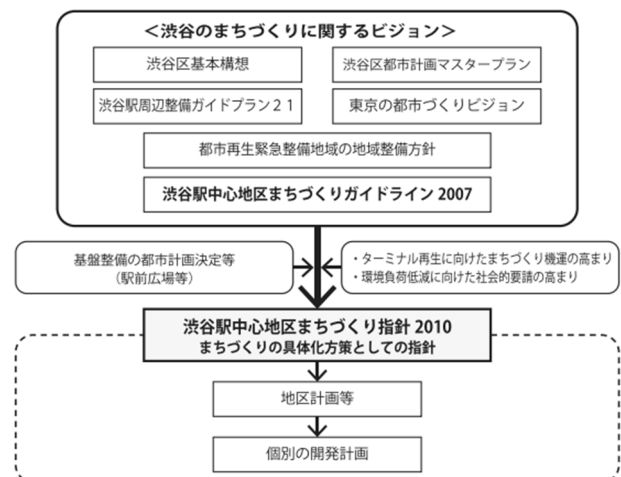 ＜渋谷のまちづくりに関するビジョン＞
渋谷区基本構想
渋谷区都市計画マスタープラン
渋谷駅周辺整備ガイドプラン２１
東京の都市づくりビジョン
都市再生緊急整備地域の地域整備方針
渋谷駅中心地区まちづくりガイドライン 2007
基盤整備の都市計画決定等
（駅前広場等）
・ターミナル再生に向けたまちづくり機運の高まり
・環境負荷低減に向けた社会的要請の高まり
渋谷駅中心地区まちづくり指針 2010
まちづくりの具体化方策としての指針
地区計画等
個別の開発計画